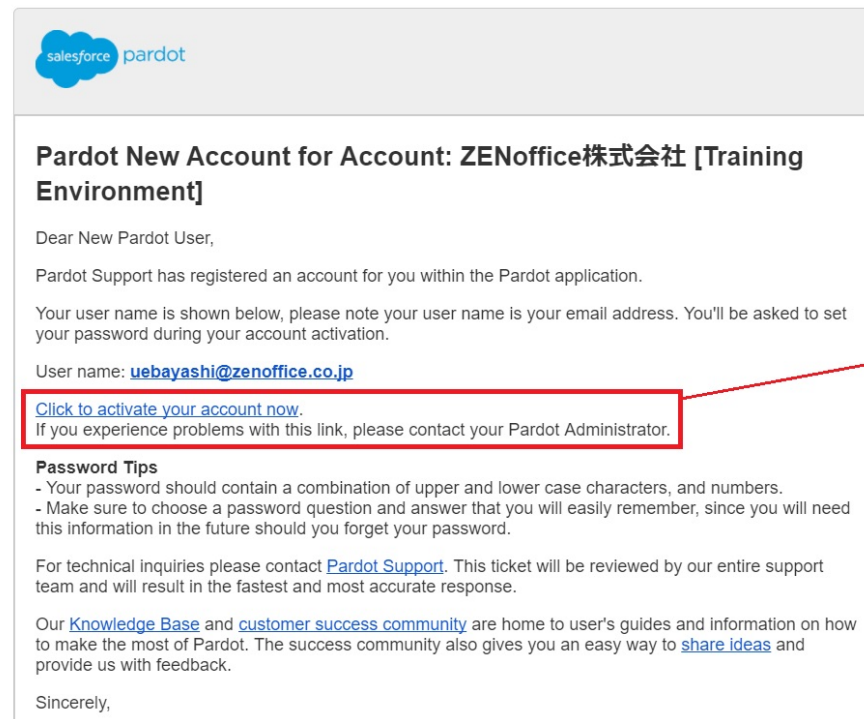 salesforce pardot
Pardot New Account for Account: ZENoffice株式会社 [Training
Environment]
Dear New Pardot User,
Pardot Support has registered an account for you within the Pardot application.
Your user name is shown below, please note your user name is your email address. You'll be asked to set
your password during your account activation.
User name: uebayashi@zenoffice.co.jp
Click to activate your account now.
If you experience problems with this link, please contact your Pardot Administrator.
Password Tips
- Your password should contain a combination of upper and lower case characters, and numbers.
- Make sure to choose a password question and answer that you will easily remember, since you will need
this information in the future should you forget your password.
For technical inquiries please contact Pardot Support. This ticket will be reviewed by our entire support
team and will result in the fastest and most accurate response.
Our Knowledge Base and customer success community are home to user's guides and information on how
to make the most of Pardot. The success community also gives you an easy way to share ideas and
provide us with feedback.
Sincerely,